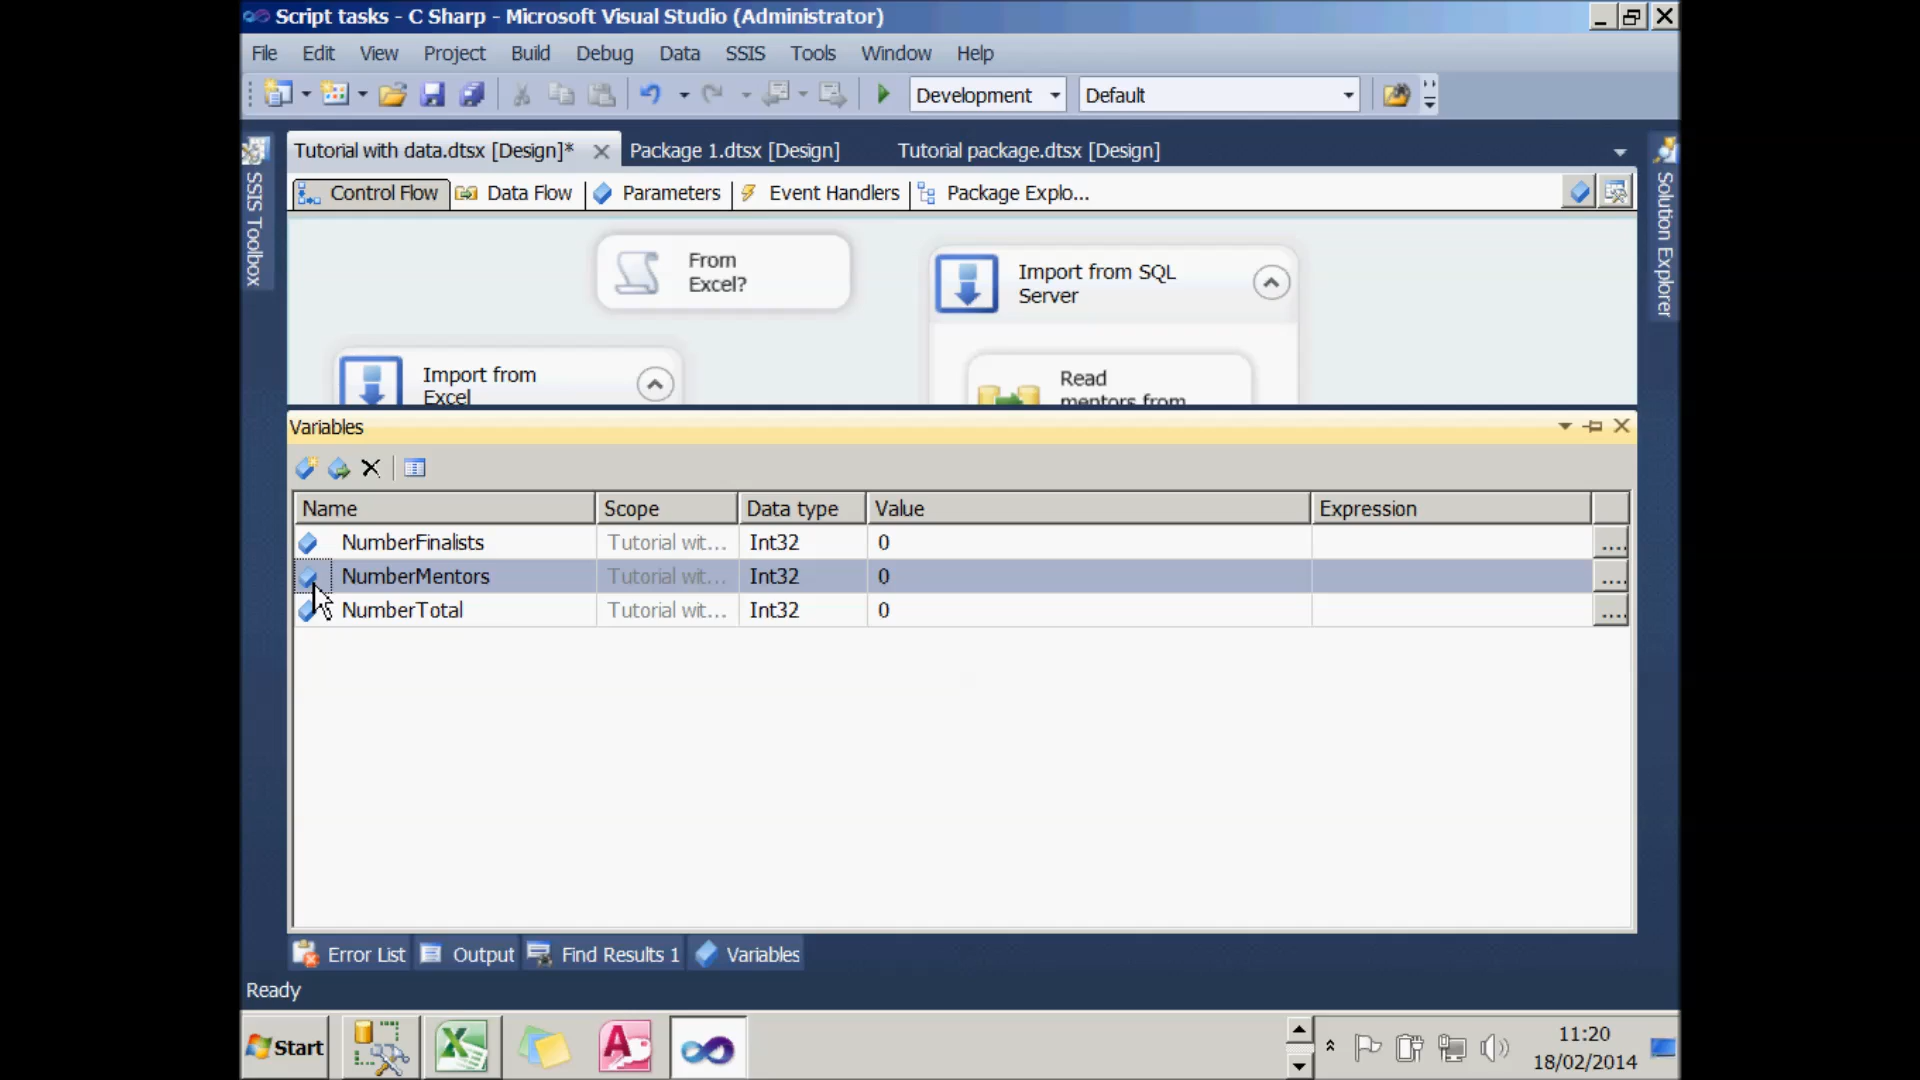 Script tasks - C Sharp - Microsoft Visual Studio (Administrator)
File Edit View Project Build Debug Data SSIS Tools Window Help
Development Default
Tutorial with data.dtsx [Design]* Package 1.dtsx [Design] Tutorial package.dtsx [Design]
Control Flow Data Flow Parameters Event Handlers Package Explo...
SSIS Toolbox
Solution Explorer
From
Excel?
Import from SQL
Server
Import from
Excel
Read
mentors from
Variables
Name Scope Data type Value Expression
NumberFinalists Tutorial wit... Int32 0 ....
NumberMentors Tutorial wit... Int32 0 ....
NumberTotal Tutorial wit... Int32 0 ....
Error List Output Find Results 1 Variables
Ready
Start
11:20
18/02/2014